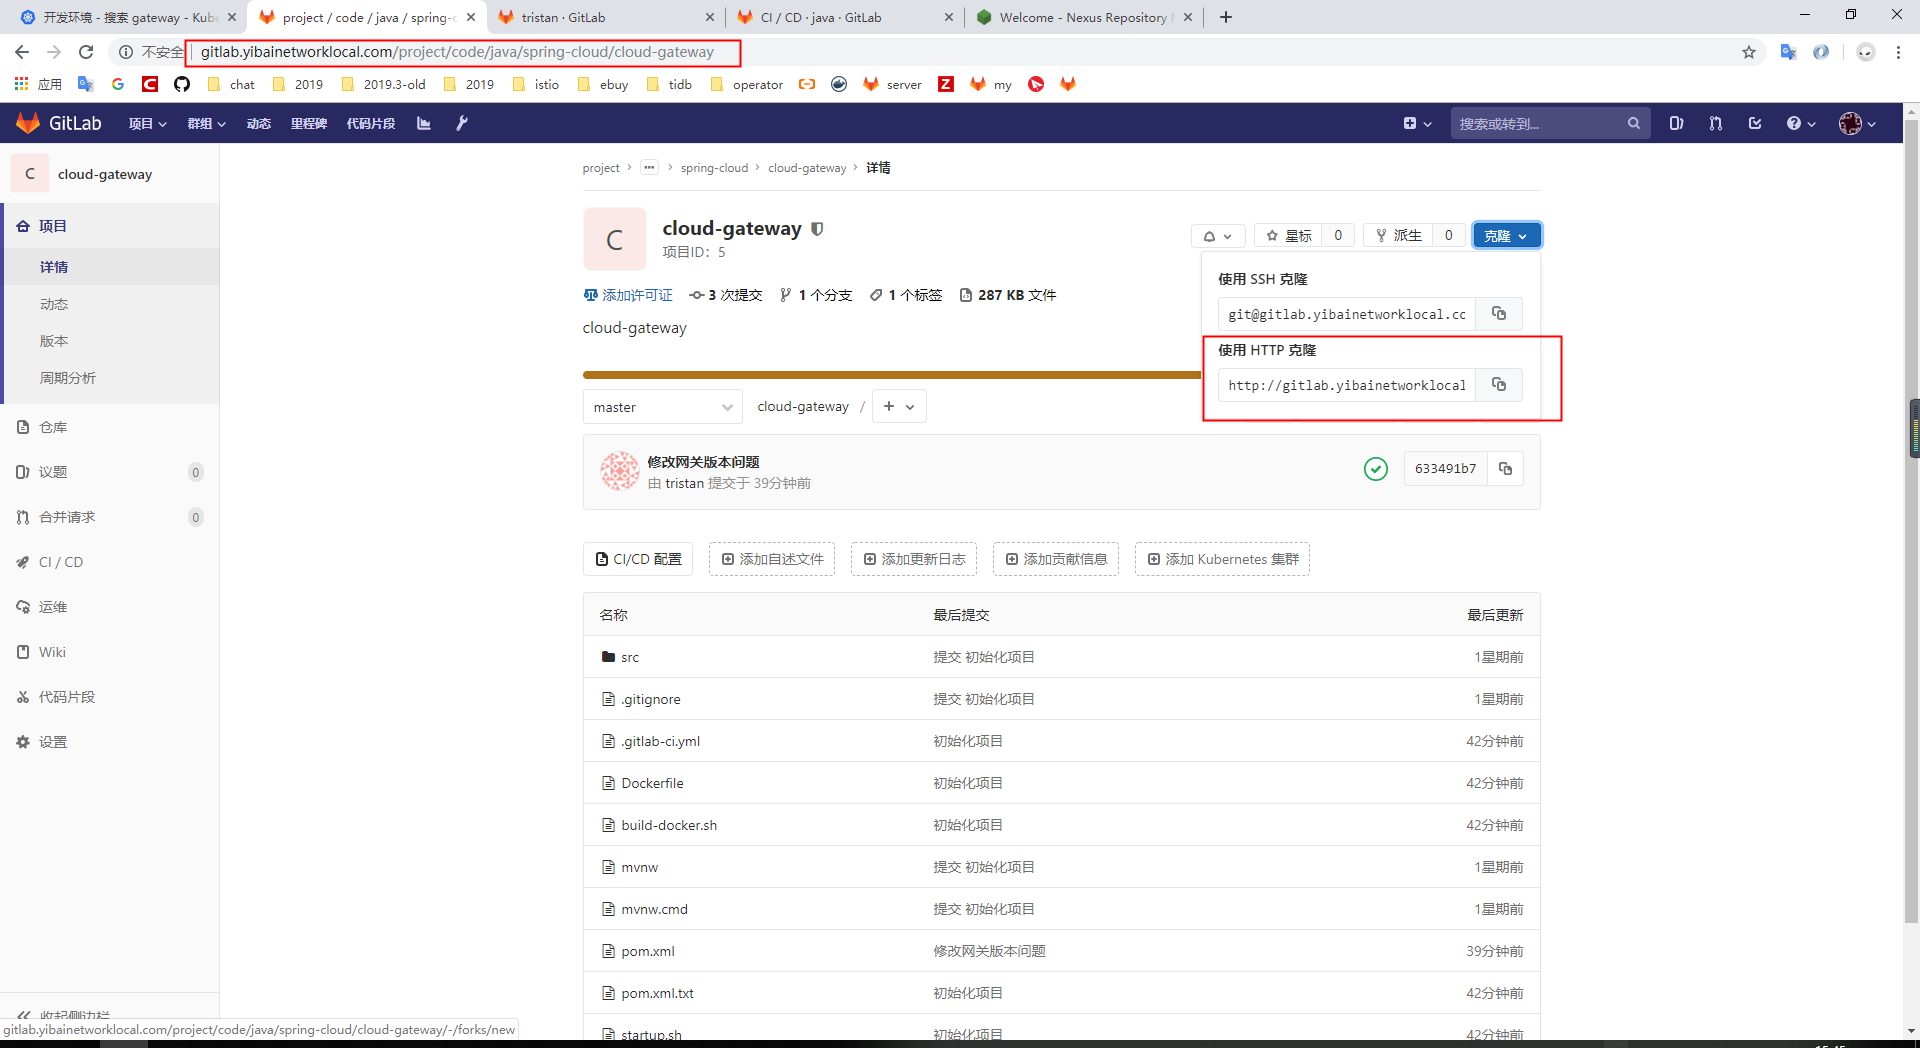 开发环境 - 搜索 gateway - Kub
project / code / java / spring-c
tristan · GitLab
CI / CD · java · GitLab
Welcome - Nexus Repository
不安全 | gitlab.yibainetworklocal.com/project/code/java/spring-cloud/cloud-gateway
应用
chat
2019
2019.3-old
2019
istio
ebuy
tidb
operator
server
my
GitLab
项目
群组
动态
里程碑
代码片段
搜索或转到...
C
cloud-gateway
项目
详情
动态
版本
周期分析
仓库
议题 0
合并请求 0
CI / CD
运维
Wiki
代码片段
设置
收起侧边栏
gitlab.yibainetworklocal.com/project/code/java/spring-cloud/cloud-gateway/-/forks/new
project > ••• > spring-cloud > cloud-gateway > 详情
C
cloud-gateway
项目ID: 5
星标 0
派生 0
克隆
添加许可证
3 次提交
1 个分支
1 个标签
287 KB 文件
cloud-gateway
使用 SSH 克隆
git@gitlab.yibainetworklocal.cc
使用 HTTP 克隆
http://gitlab.yibainetworklocal
master
cloud-gateway /
+
修改网关版本问题
由 tristan 提交于 39分钟前
633491b7
CI/CD 配置
添加自述文件
添加更新日志
添加贡献信息
添加 Kubernetes 集群
名称 最后提交 最后更新
src 提交 初始化项目 1星期前
.gitignore 提交 初始化项目 1星期前
.gitlab-ci.yml 初始化项目 42分钟前
Dockerfile 初始化项目 42分钟前
build-docker.sh 初始化项目 42分钟前
mvnw 提交 初始化项目 1星期前
mvnw.cmd 提交 初始化项目 1星期前
pom.xml 修改网关版本问题 39分钟前
pom.xml.txt 初始化项目 42分钟前
startup.sh 初始化项目 42分钟前